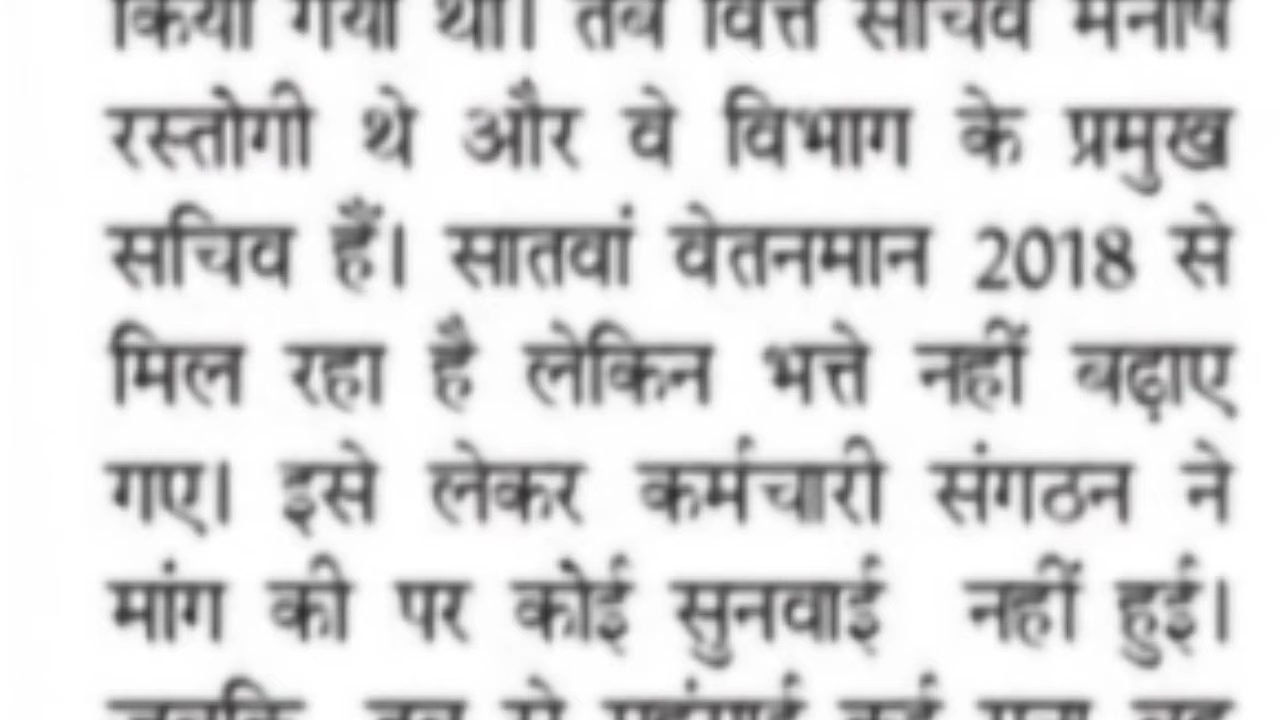 किया गया था। तब वित्त सचिव मनीष
रस्तोगी थे और वे विभाग के प्रमुख
सचिव हैं। सातवां वेतनमान 2018 से
मिल रहा है लेकिन भत्ते नहीं बढ़ाए
गए। इसे लेकर कर्मचारी संगठन ने
मांग की पर कोई सुनवाई नहीं हुई।